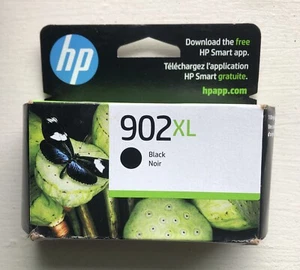 hp
Download the free
HP Smart app.
Téléchargez l'application
HP Smart gratuite.
hpapp.com
902XL
Black
Noir